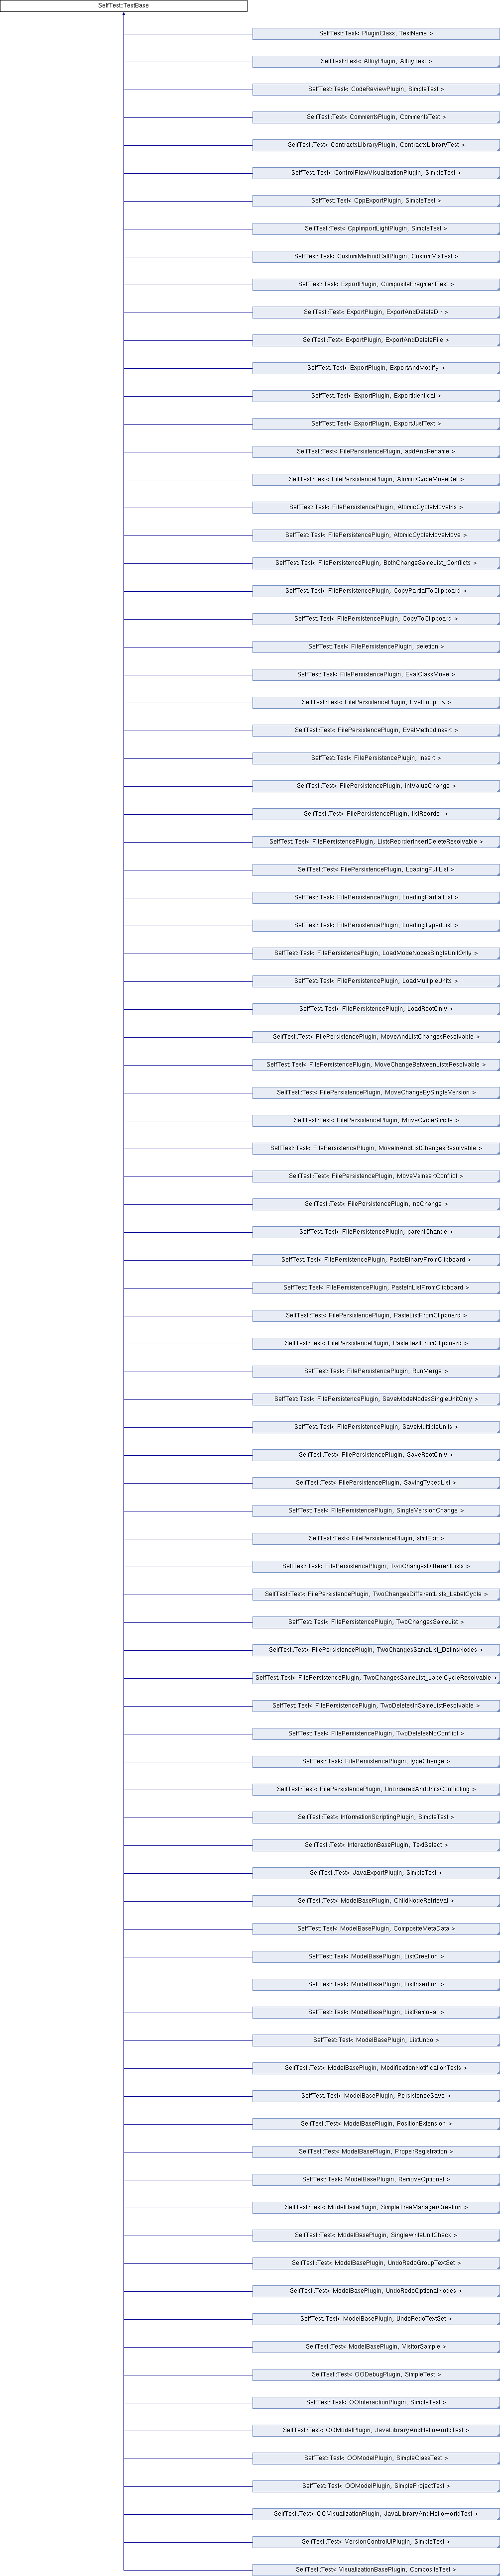 SelfTest::TestBase
SelfTest::Test< PluginClass, TestName >
SelfTest::Test< AlloyPlugin, AlloyTest >
SelfTest::Test< CodeReviewPlugin, SimpleTest >
SelfTest::Test< CommentsPlugin, CommentsTest >
SelfTest::Test< ContractsLibraryPlugin, ContractsLibraryTest >
SelfTest::Test< ControlFlowVisualizationPlugin, SimpleTest >
SelfTest::Test< CppExportPlugin, SimpleTest >
SelfTest::Test< CppImportLightPlugin, SimpleTest >
SelfTest::Test< CustomMethodCallPlugin, CustomVisTest >
SelfTest::Test< ExportPlugin, CompositeFragmentTest >
SelfTest::Test< ExportPlugin, ExportAndDeleteDir >
SelfTest::Test< ExportPlugin, ExportAndDeleteFile >
SelfTest::Test< ExportPlugin, ExportAndModify >
SelfTest::Test< ExportPlugin, ExportIdentical >
SelfTest::Test< ExportPlugin, ExportJustText >
SelfTest::Test< FilePersistencePlugin, addAndRename >
SelfTest::Test< FilePersistencePlugin, AtomicCycleMoveDel >
SelfTest::Test< FilePersistencePlugin, AtomicCycleMoveIns >
SelfTest::Test< FilePersistencePlugin, AtomicCycleMoveMove >
SelfTest::Test< FilePersistencePlugin, BothChangeSameList_Conflicts >
SelfTest::Test< FilePersistencePlugin, CopyPartialToClipboard >
SelfTest::Test< FilePersistencePlugin, CopyToClipboard >
SelfTest::Test< FilePersistencePlugin, deletion >
SelfTest::Test< FilePersistencePlugin, EvalClassMove >
SelfTest::Test< FilePersistencePlugin, EvalLoopFix >
SelfTest::Test< FilePersistencePlugin, EvalMethodInsert >
SelfTest::Test< FilePersistencePlugin, insert >
SelfTest::Test< FilePersistencePlugin, intValueChange >
SelfTest::Test< FilePersistencePlugin, listReorder >
SelfTest::Test< FilePersistencePlugin, ListsReorderInsertDeleteResolvable >
SelfTest::Test< FilePersistencePlugin, LoadingFullList >
SelfTest::Test< FilePersistencePlugin, LoadingPartialList >
SelfTest::Test< FilePersistencePlugin, LoadingTypedList >
SelfTest::Test< FilePersistencePlugin, LoadModeNodesSingleUnitOnly >
SelfTest::Test< FilePersistencePlugin, LoadMultipleUnits >
SelfTest::Test< FilePersistencePlugin, LoadRootOnly >
SelfTest::Test< FilePersistencePlugin, MoveAndListChangesResolvable >
SelfTest::Test< FilePersistencePlugin, MoveChangeBetweenListsResolvable >
SelfTest::Test< FilePersistencePlugin, MoveChangeBySingleVersion >
SelfTest::Test< FilePersistencePlugin, MoveCycleSimple >
SelfTest::Test< FilePersistencePlugin, MoveInAndListChangesResolvable >
SelfTest::Test< FilePersistencePlugin, MoveVsInsertConflict >
SelfTest::Test< FilePersistencePlugin, noChange >
SelfTest::Test< FilePersistencePlugin, parentChange >
SelfTest::Test< FilePersistencePlugin, PasteBinaryFromClipboard >
SelfTest::Test< FilePersistencePlugin, PasteInListFromClipboard >
SelfTest::Test< FilePersistencePlugin, PasteListFromClipboard >
SelfTest::Test< FilePersistencePlugin, PasteTextFromClipboard >
SelfTest::Test< FilePersistencePlugin, RunMerge >
SelfTest::Test< FilePersistencePlugin, SaveModeNodesSingleUnitOnly >
SelfTest::Test< FilePersistencePlugin, SaveMultipleUnits >
SelfTest::Test< FilePersistencePlugin, SaveRootOnly >
SelfTest::Test< FilePersistencePlugin, SavingTypedList >
SelfTest::Test< FilePersistencePlugin, SingleVersionChange >
SelfTest::Test< FilePersistencePlugin, stmtEdit >
SelfTest::Test< FilePersistencePlugin, TwoChangesDifferentLists >
SelfTest::Test< FilePersistencePlugin, TwoChangesDifferentLists_LabelCycle >
SelfTest::Test< FilePersistencePlugin, TwoChangesSameList >
SelfTest::Test< FilePersistencePlugin, TwoChangesSameList_DelInsNodes >
SelfTest::Test< FilePersistencePlugin, TwoChangesSameList_LabelCycleResolvable >
SelfTest::Test< FilePersistencePlugin, TwoDeletesInSameListResolvable >
SelfTest::Test< FilePersistencePlugin, TwoDeletesNoConflict >
SelfTest::Test< FilePersistencePlugin, typeChange >
SelfTest::Test< FilePersistencePlugin, UnorderedAndUnitsConflicting >
SelfTest::Test< InformationScriptingPlugin, SimpleTest >
SelfTest::Test< InteractionBasePlugin, TextSelect >
SelfTest::Test< JavaExportPlugin, SimpleTest >
SelfTest::Test< ModelBasePlugin, ChildNodeRetrieval >
SelfTest::Test< ModelBasePlugin, CompositeMetaData >
SelfTest::Test< ModelBasePlugin, ListCreation >
SelfTest::Test< ModelBasePlugin, ListInsertion >
SelfTest::Test< ModelBasePlugin, ListRemoval >
SelfTest::Test< ModelBasePlugin, ListUndo >
SelfTest::Test< ModelBasePlugin, ModificationNotificationTests >
SelfTest::Test< ModelBasePlugin, PersistenceSave >
SelfTest::Test< ModelBasePlugin, PositionExtension >
SelfTest::Test< ModelBasePlugin, ProperRegistration >
SelfTest::Test< ModelBasePlugin, RemoveOptional >
SelfTest::Test< ModelBasePlugin, SimpleTreeManagerCreation >
SelfTest::Test< ModelBasePlugin, SingleWriteUnitCheck >
SelfTest::Test< ModelBasePlugin, UndoRedoGroupTextSet >
SelfTest::Test< ModelBasePlugin, UndoRedoOptionalNodes >
SelfTest::Test< ModelBasePlugin, UndoRedoTextSet >
SelfTest::Test< ModelBasePlugin, VisitorSample >
SelfTest::Test< OODebugPlugin, SimpleTest >
SelfTest::Test< OOInteractionPlugin, SimpleTest >
SelfTest::Test< OOModelPlugin, JavaLibraryAndHelloWorldTest >
SelfTest::Test< OOModelPlugin, SimpleClassTest >
SelfTest::Test< OOModelPlugin, SimpleProjectTest >
SelfTest::Test< OOVisualizationPlugin, JavaLibraryAndHelloWorldTest >
SelfTest::Test< VersionControlUIPlugin, SimpleTest >
SelfTest::Test< VisualizationBasePlugin, CompositeTest >